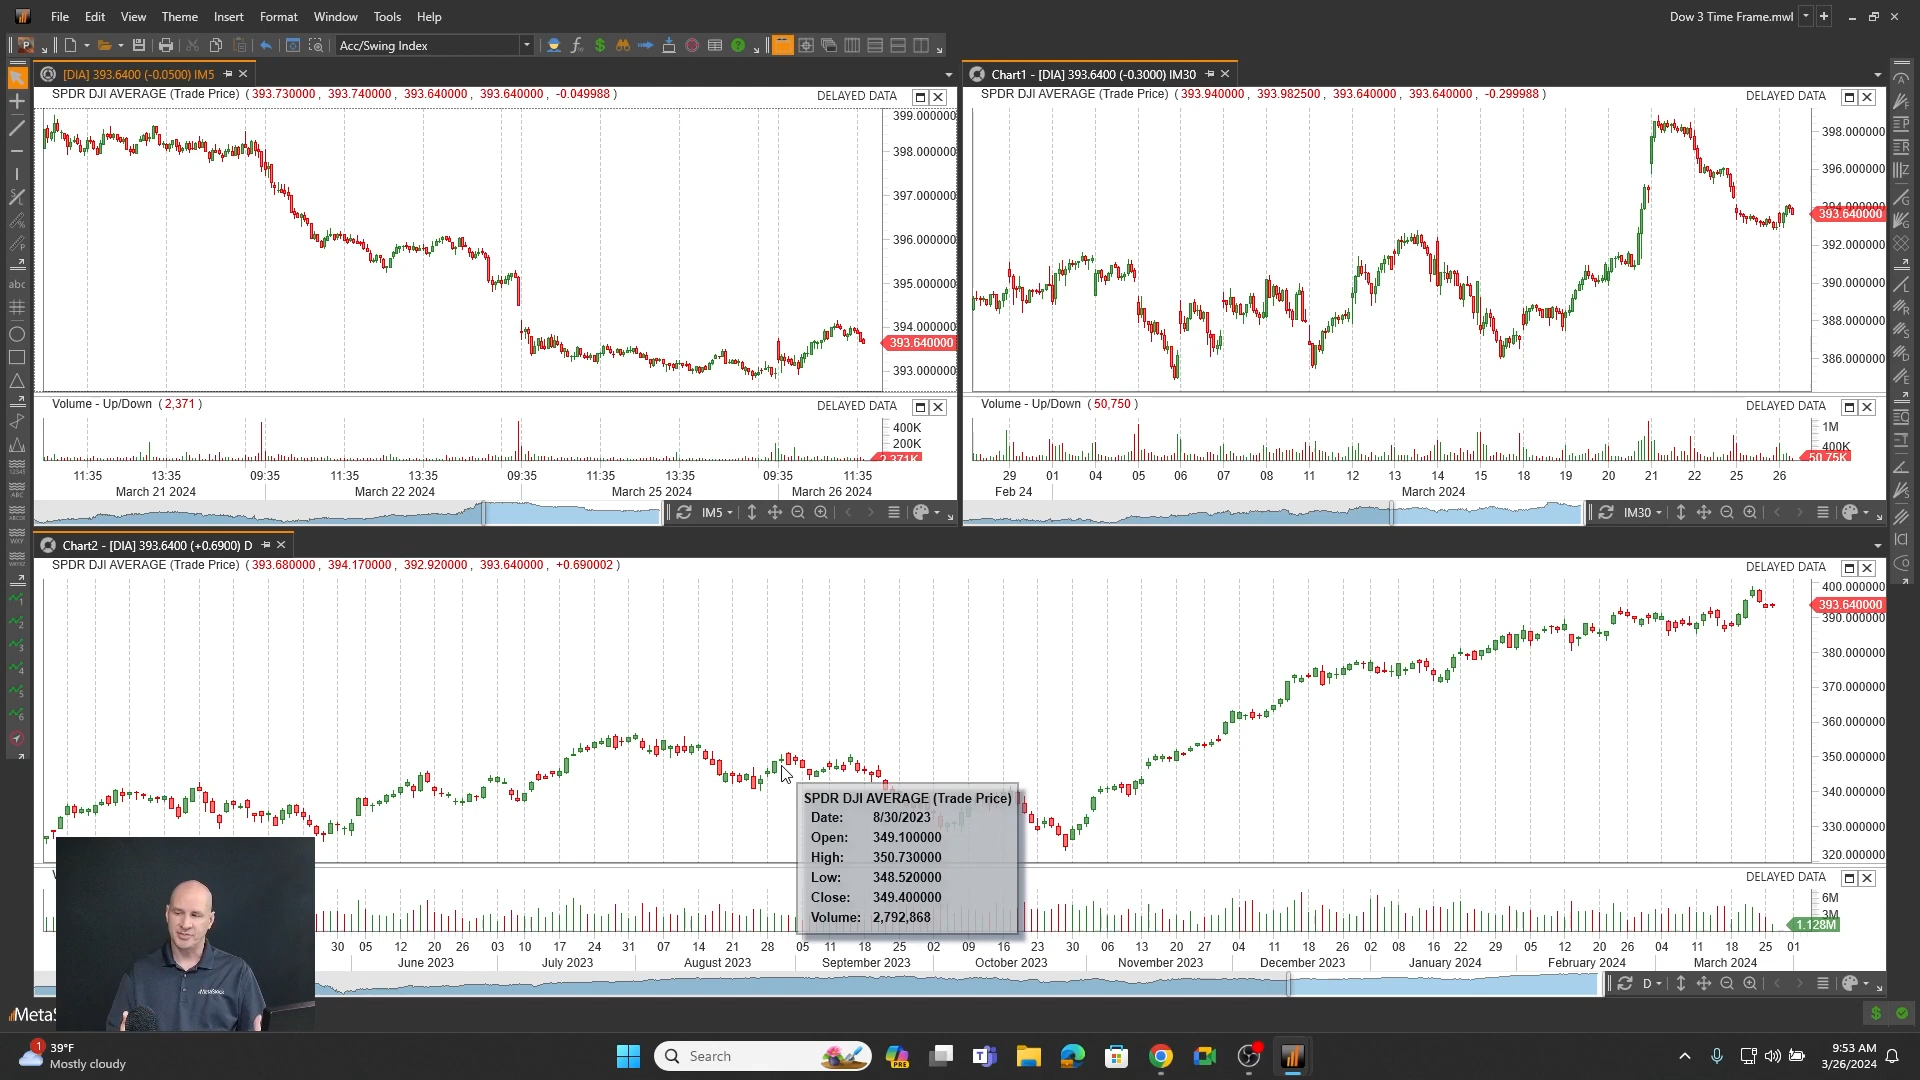 File Edit View Theme Insert Format Window Tools Help
Dow 3 Time Frame.mwl
Acc/Swing Index
[DIA] 393.6400 (-0.0500) IM5
SPDR DJI AVERAGE (Trade Price) ( 393.730000 , 393.740000 , 393.640000 , 393.640000 , -0.049988 )
DELAYED DATA
399.000000
398.000000
397.000000
396.000000
395.000000
394.000000
393.640000
393.000000
Volume - Up/Down ( 2,371 )
DELAYED DATA
400K
200K
2.371K
11:35 13:35 09:35 11:35 13:35 09:35 11:35 13:35 09:35 11:35
March 21 2024 March 22 2024 March 25 2024 March 26 2024
IM5
Chart1 - [DIA] 393.6400 (-0.3000) IM30
SPDR DJI AVERAGE (Trade Price) ( 393.940000 , 393.982500 , 393.640000 , 393.640000 , -0.299988 )
DELAYED DATA
398.000000
396.000000
394.000000
393.640000
392.000000
390.000000
388.000000
386.000000
Volume - Up/Down ( 50,750 )
DELAYED DATA
1M
400K
50.75K
29 01 04 05 06 07 08 11 12 13 14 15 18 19 20 21 22 25 26
Feb 24 March 2024
IM30
Chart2 - [DIA] 393.6400 (+0.6900) D
SPDR DJI AVERAGE (Trade Price) ( 393.680000 , 394.170000 , 392.920000 , 393.640000 , +0.690002 )
DELAYED DATA
400.000000
393.640000
390.000000
380.000000
370.000000
360.000000
350.000000
340.000000
330.000000
320.000000
SPDR DJI AVERAGE (Trade Price)
Date: 8/30/2023
Open: 349.100000
High: 350.730000
Low: 348.520000
Close: 349.400000
Volume: 2,792,868
DELAYED DATA
6M
3M
1.128M
30 05 12 20 26 03 10 17 24 31 07 14 21 28 05 11 18 25 02 09 16 23 30 06 13 20 27 04 11 18 26 02 08 16 22 29 05 12 20 26 04 11 18 25 01
June 2023 July 2023 August 2023 September 2023 October 2023 November 2023 December 2023 January 2024 February 2024 March 2024
D
MetaS
1
39°F
Mostly cloudy
Search
9:53 AM
3/26/2024